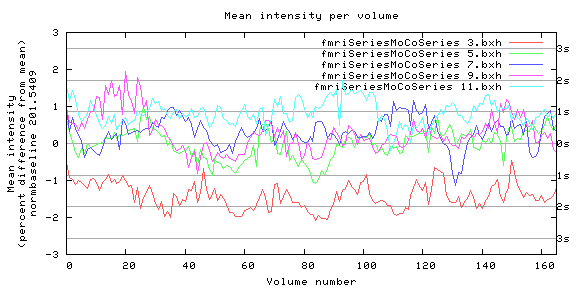 Mean intensity per volume
Mean intensity
(percent difference from mean)
normbaseline 2011.5409
fmriSeriesMoCoSeries 3.bxh
fmriSeriesMoCoSeries 5.bxh
fmriSeriesMoCoSeries 7.bxh
fmriSeriesMoCoSeries 9.bxh
fmriSeriesMoCoSeries 11.bxh
3
2
1
0
-1
-2
-3
3s
2s
1s
0s
1s
2s
3s
0 20 40 60 80 100 120 140 160
Volume number